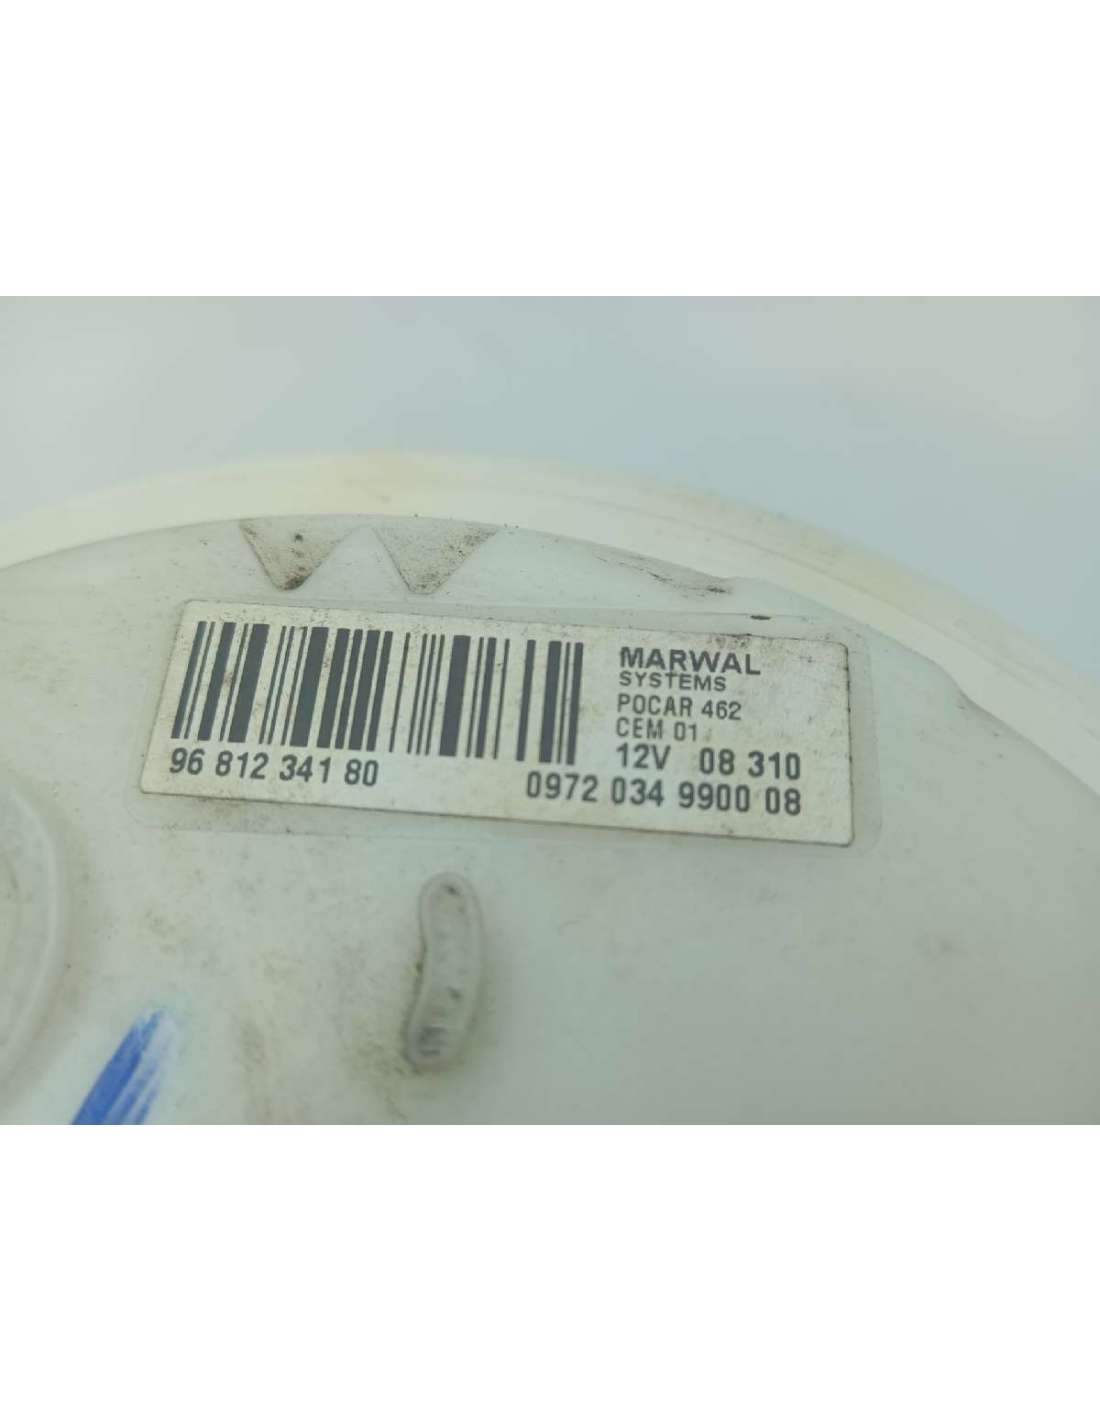 MARWAL
SYSTEMS
POCAR 462
CEM 01
12V 08 310
96 812 341 80
0972 034 9900 08